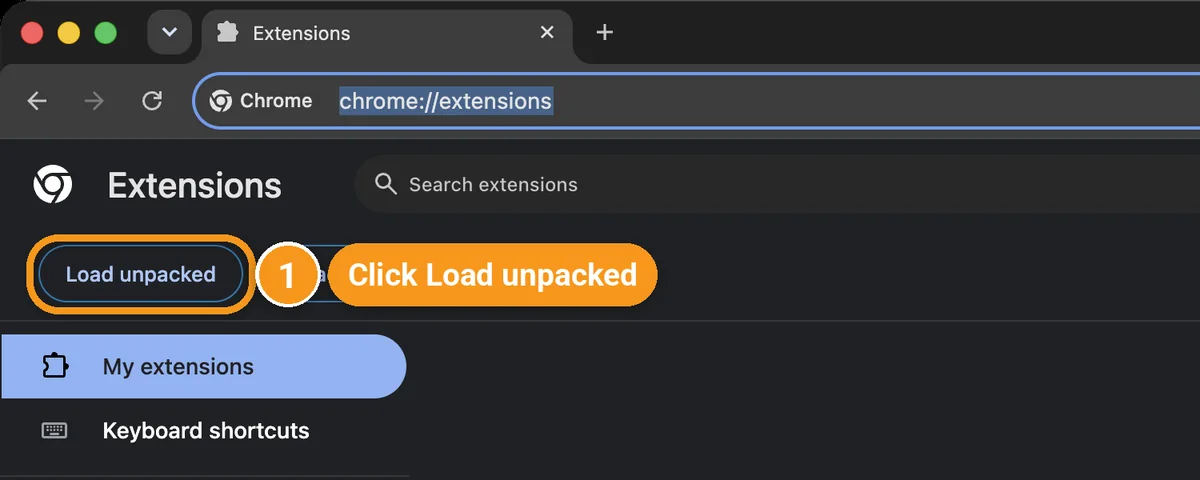 Extensions
Chrome chrome://extensions
Extensions
Search extensions
Load unpacked
1 Click Load unpacked
My extensions
Keyboard shortcuts